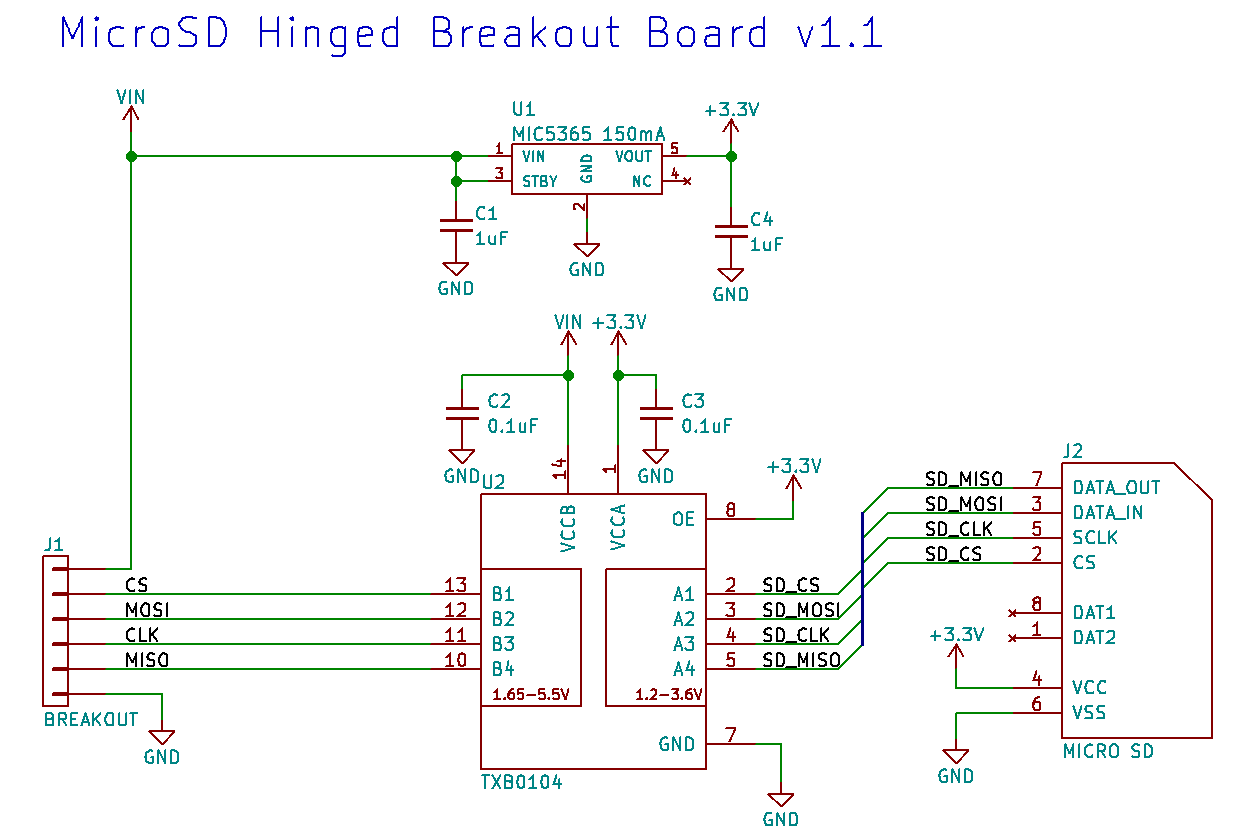 MicroSD Hinged Breakout Board v1.1
VIN
U1
MIC5365 150mA
+3.3V
1 VIN GND VOUT 5
3 STBY NC 4
2
C1
1uF
GND
GND
C4
1uF
GND
VIN +3.3V
C2
0.1uF
GND
C3
0.1uF
GND
14 1
U2
VCCB VCCA
OE 8
+3.3V
J1
CS 13 B1 A1 2 SD_CS
MOSI 12 B2 A2 3 SD_MOSI
CLK 11 B3 A3 4 SD_CLK
MISO 10 B4 A4 5 SD_MISO
1.65-5.5V 1.2-3.6V
BREAKOUT
GND
GND 7
TXB0104
GND
J2
SD_MISO 7 DATA_OUT
SD_MOSI 3 DATA_IN
SD_CLK 5 SCLK
SD_CS 2 CS
8 DAT1
1 DAT2
+3.3V
4 VCC
6 VSS
GND
MICRO SD